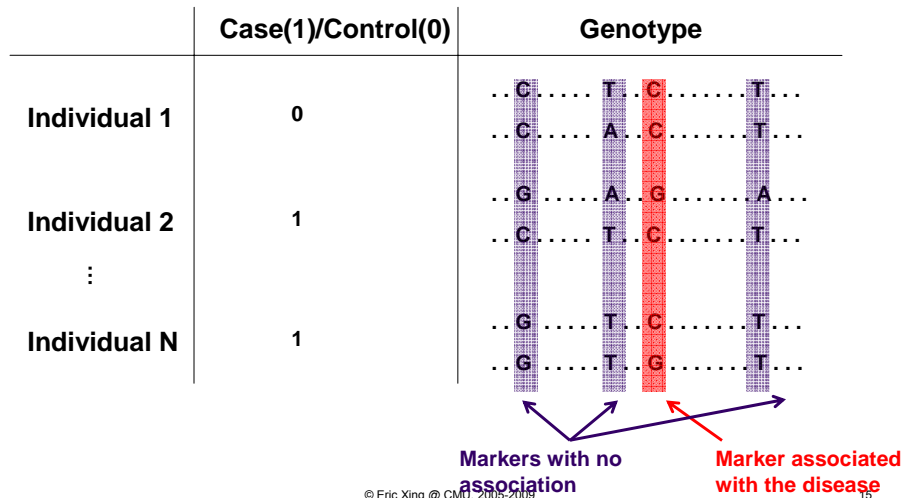 Case(1)/Control(0) Genotype
. . C . . . . . T . . C . . . . . . . T . . .
Individual 1 0
. . C . . . . . A . . C . . . . . . . T . . .
. . G . . . . . A . . G . . . . . . . A . . .
Individual 2 1
. . C . . . . . T . . C . . . . . . . T . . .
⋮
. . G . . . . . T . . C . . . . . . . T . . .
Individual N 1
. . G . . . . . T . . G . . . . . . . T . . .
Markers with no association
Marker associated with the disease
© Eric Xing @ CMU, 2005-2009
15